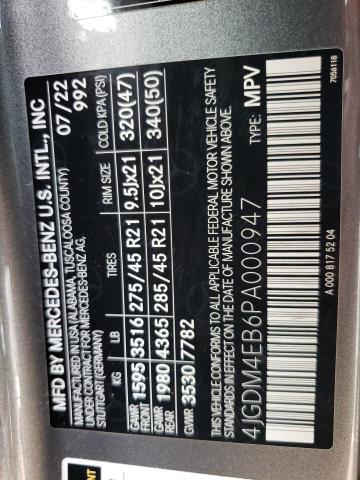 MFD BY MERCEDES-BENZ U.S. INTL., INC
MANUFACTURED IN USA (ALABAMA, TUSCALOOSA COUNTY) 07/22
UNDER CONTRACT FOR MERCEDES-BENZ AG, 992
STUTTGART (GERMANY)
KG LB TIRES RIM SIZE COLD KPA (PSI)
GAWR FRONT 1595 3516 275/45 R21 9.5Jx21 320(47)
GAWR REAR 1980 4365 285/45 R21 10Jx21 340(50)
GVWR 3530 7782
THIS VEHICLE CONFORMS TO ALL APPLICABLE FEDERAL MOTOR VEHICLE SAFETY
STANDARDS IN EFFECT ON THE DATE OF MANUFACTURE SHOWN ABOVE.
4JGDM4EB6PA000947 TYPE: MPV
A 000 817 52 04 7056118